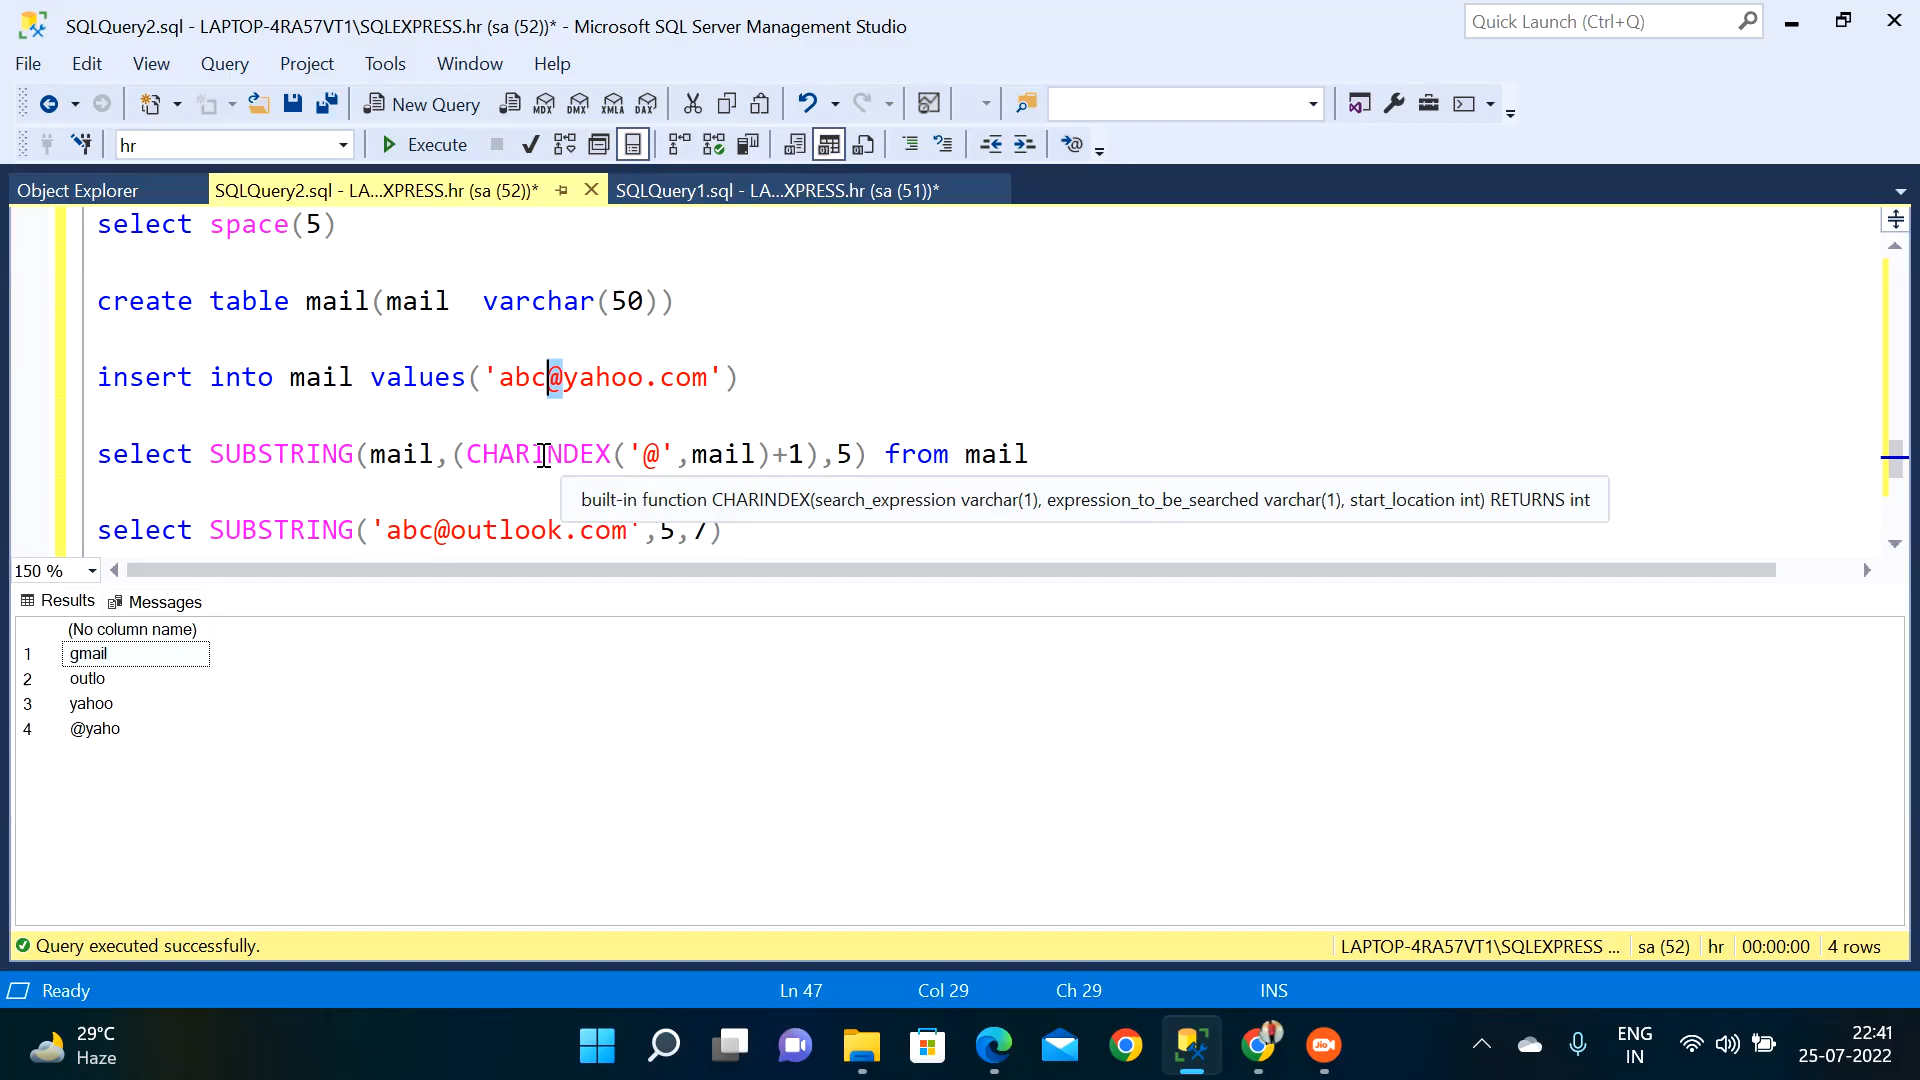 SQLQuery2.sql - LAPTOP-4RA57VT1\SQLEXPRESS.hr (sa (52))* - Microsoft SQL Server Management Studio
Quick Launch (Ctrl+Q)
File Edit View Query Project Tools Window Help
New Query MDX DMX XMLA DAX
hr Execute
Object Explorer SQLQuery2.sql - LA...XPRESS.hr (sa (52))* SQLQuery1.sql - LA...XPRESS.hr (sa (51))*
select space(5)
create table mail(mail  varchar(50))
insert into mail values('abc@yahoo.com')
select SUBSTRING(mail,(CHARINDEX('@',mail)+1),5) from mail
built-in function CHARINDEX(search_expression varchar(1), expression_to_be_searched varchar(1), start_location int) RETURNS int
select SUBSTRING('abc@outlook.com',5,7)
150 %
Results Messages
(No column name)
1 gmail
2 outlo
3 yahoo
4 @yaho
Query executed successfully. LAPTOP-4RA57VT1\SQLEXPRESS ... sa (52) hr 00:00:00 4 rows
Ready Ln 47 Col 29 Ch 29 INS
29°C
Haze
Jio
ENG
IN
22:41
25-07-2022